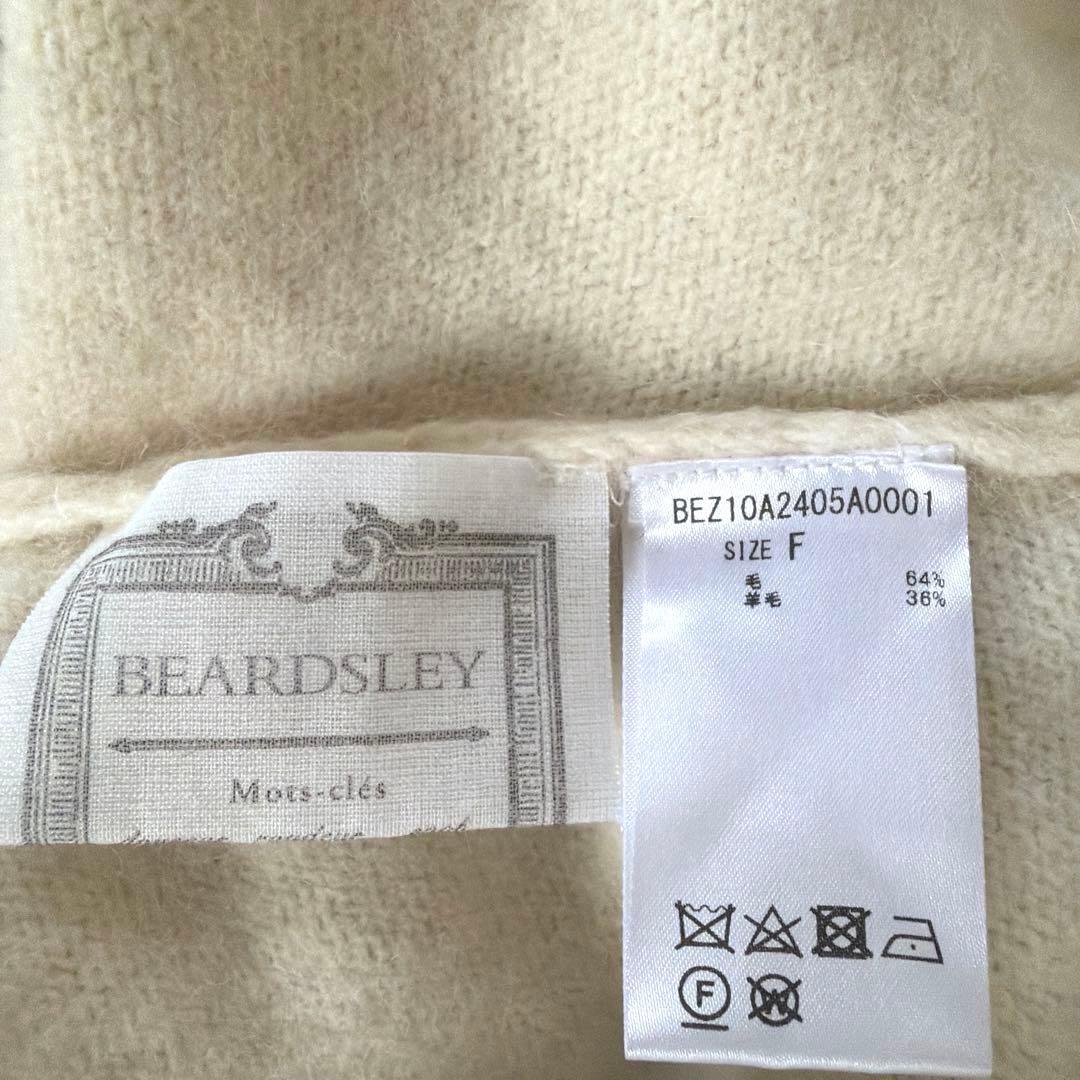 BEARDSLEY
Mots-clés
BEZ10A2405A0001
SIZE F
毛 64%
羊毛 36%
F
W